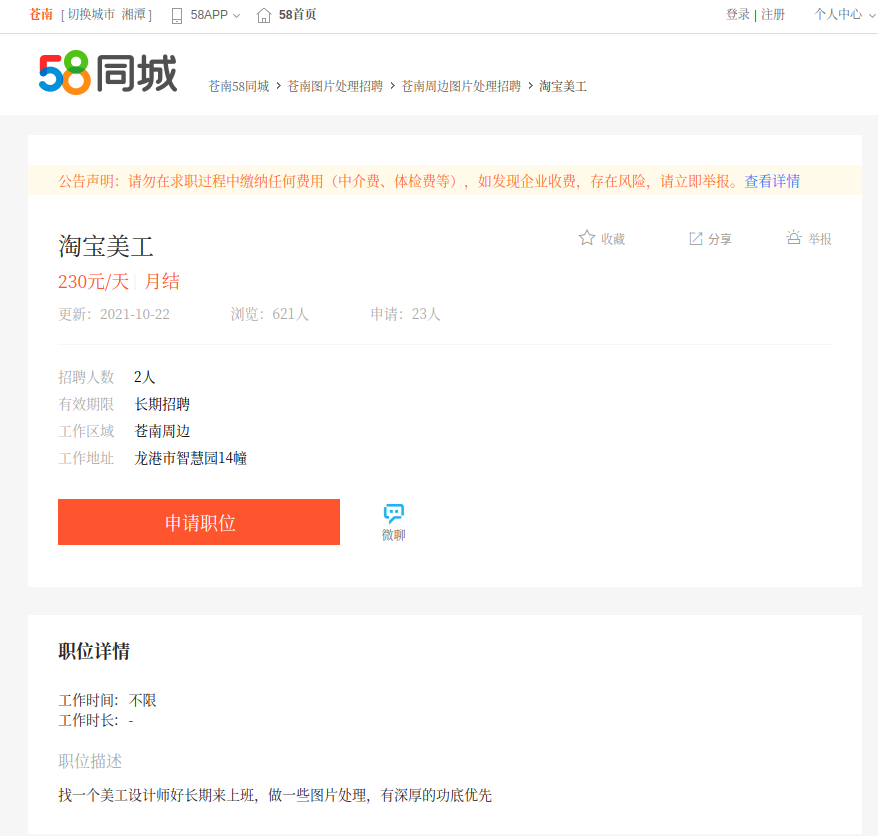 苍南 [ 切换城市 湘潭 ] 58APP 58首页 登录 | 注册 个人中心
58同城 苍南58同城 > 苍南图片处理招聘 > 苍南周边图片处理招聘 > 淘宝美工
公告声明：请勿在求职过程中缴纳任何费用（中介费、体检费等），如发现企业收费，存在风险，请立即举报。查看详情
淘宝美工 收藏 分享 举报
230元/天 | 月结
更新：2021-10-22 浏览：621人 申请：23人
招聘人数 2人
有效期限 长期招聘
工作区域 苍南周边
工作地址 龙港市智慧园14幢
申请职位 微聊
职位详情
工作时间：不限
工作时长：-
职位描述
找一个美工设计师好长期来上班，做一些图片处理，有深厚的功底优先